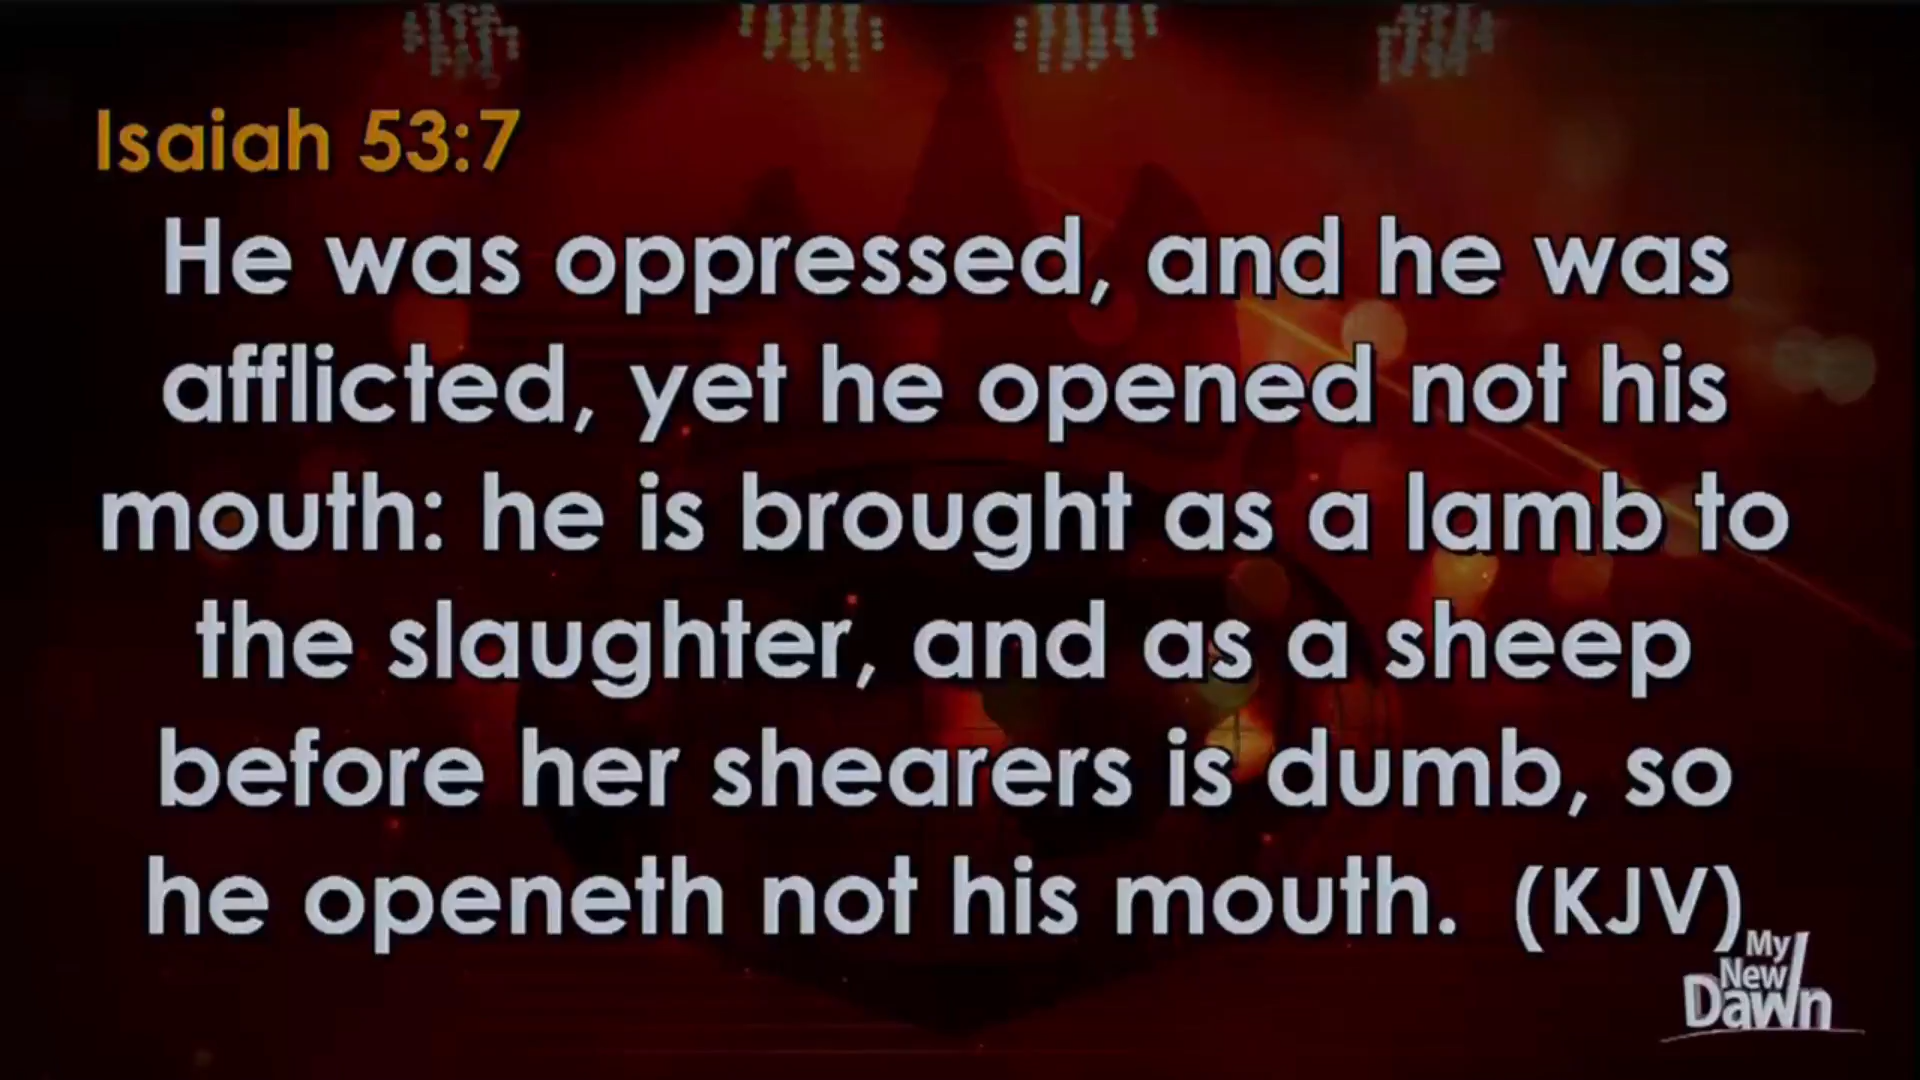 Isaiah 53:7
He was oppressed, and he was
afflicted, yet he opened not his
mouth: he is brought as a lamb to
the slaughter, and as a sheep
before her shearers is dumb, so
he openeth not his mouth. (KJV)
My
New
Dawn